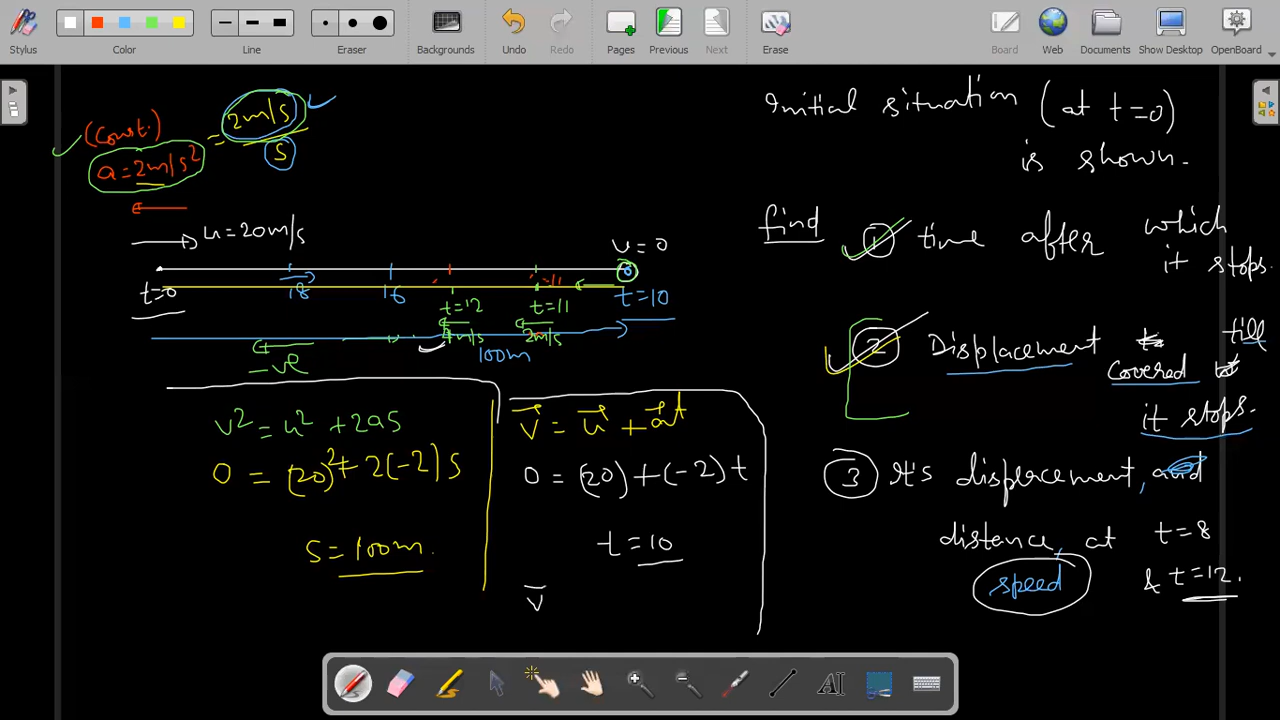 Stylus
Color
Line
Eraser
Backgrounds
Undo
Redo
Pages
Previous
Next
Erase
Board
Web
Documents
Show Desktop
OpenBoard
(Const.)
a = 2m/s² = 2m/s / s
u = 20m/s
v = 0
t=0
18
16
t=12
t=11
t=10
2m/s
100m
-ve
v² = u² + 2as
0 = (20)² + 2(-2)s
s = 100m.
v = u + at
0 = (20) + (-2)t
t = 10
v
Initial situation (at t=0)
is shown.
find ① time after which
it stops.
② Displacement till
covered
it stops.
③ It's displacement,
distance, at t=8
speed & t=12.